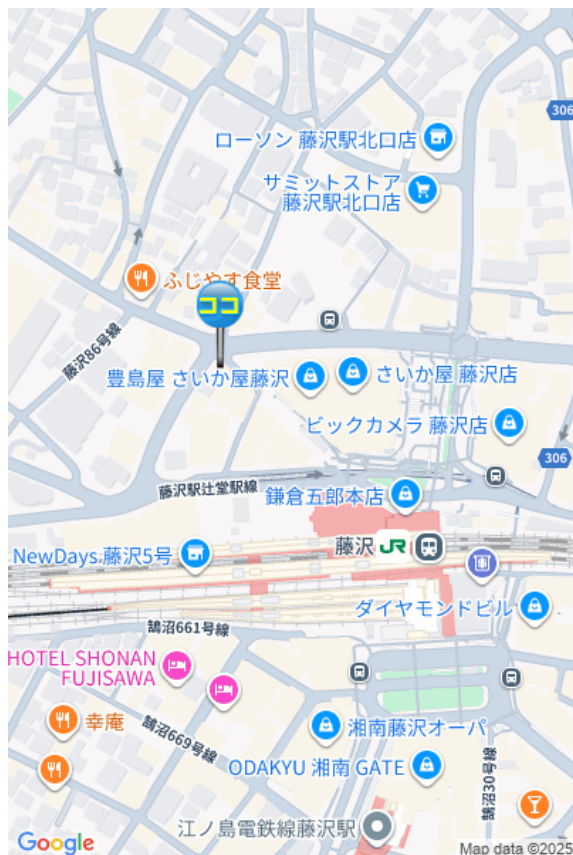 306
ローソン 藤沢駅北口店
サミットストア
藤沢駅北口店
ふじやす食堂
ココ
藤沢86号線
豊島屋 さいか屋藤沢
さいか屋 藤沢店
ビックカメラ 藤沢店
306
藤沢駅辻堂駅線
鎌倉五郎本店
藤沢 JR
NewDays 藤沢5号
ダイヤモンドビル
鵠沼661号線
HOTEL SHONAN
FUJISAWA
幸庵
鵠沼669号線
湘南藤沢オーパ
ODAKYU 湘南 GATE
鵠沼30号線
江ノ島電鉄線藤沢駅
Google
Map data ©2025